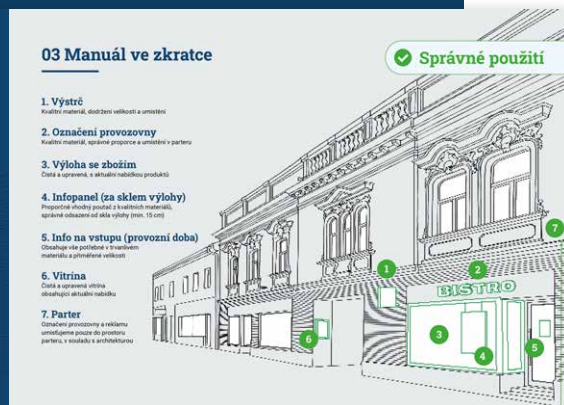 03 Manuál ve zkratce
Správné použití
1. Výstrč
Kvalitní materiál, dodržení velikosti a umístění
2. Označení provozovny
Kvalitní materiál, správné proporce a umístění v parteru
3. Výloha se zbožím
Čistá a upravená, s aktuální nabídkou produktů
4. Infopanel (za sklem výlohy)
Proporčně vhodný poutač z kvalitních materiálů,
správné odsazení od skla výlohy (min. 15 cm)
5. Info na vstupu (provozní doba)
Obsahuje vše potřebné v trvanlivém
materiálu a přiměřené velikosti
6. Vitrína
Čistá a upravená vitrína
obsahující aktuální nabídku
7. Parter
Označení provozovny a reklamu
umisťujeme pouze do prostoru
parteru, v souladu s architekturou
7
1
2
BISTRO
3
6
4
5